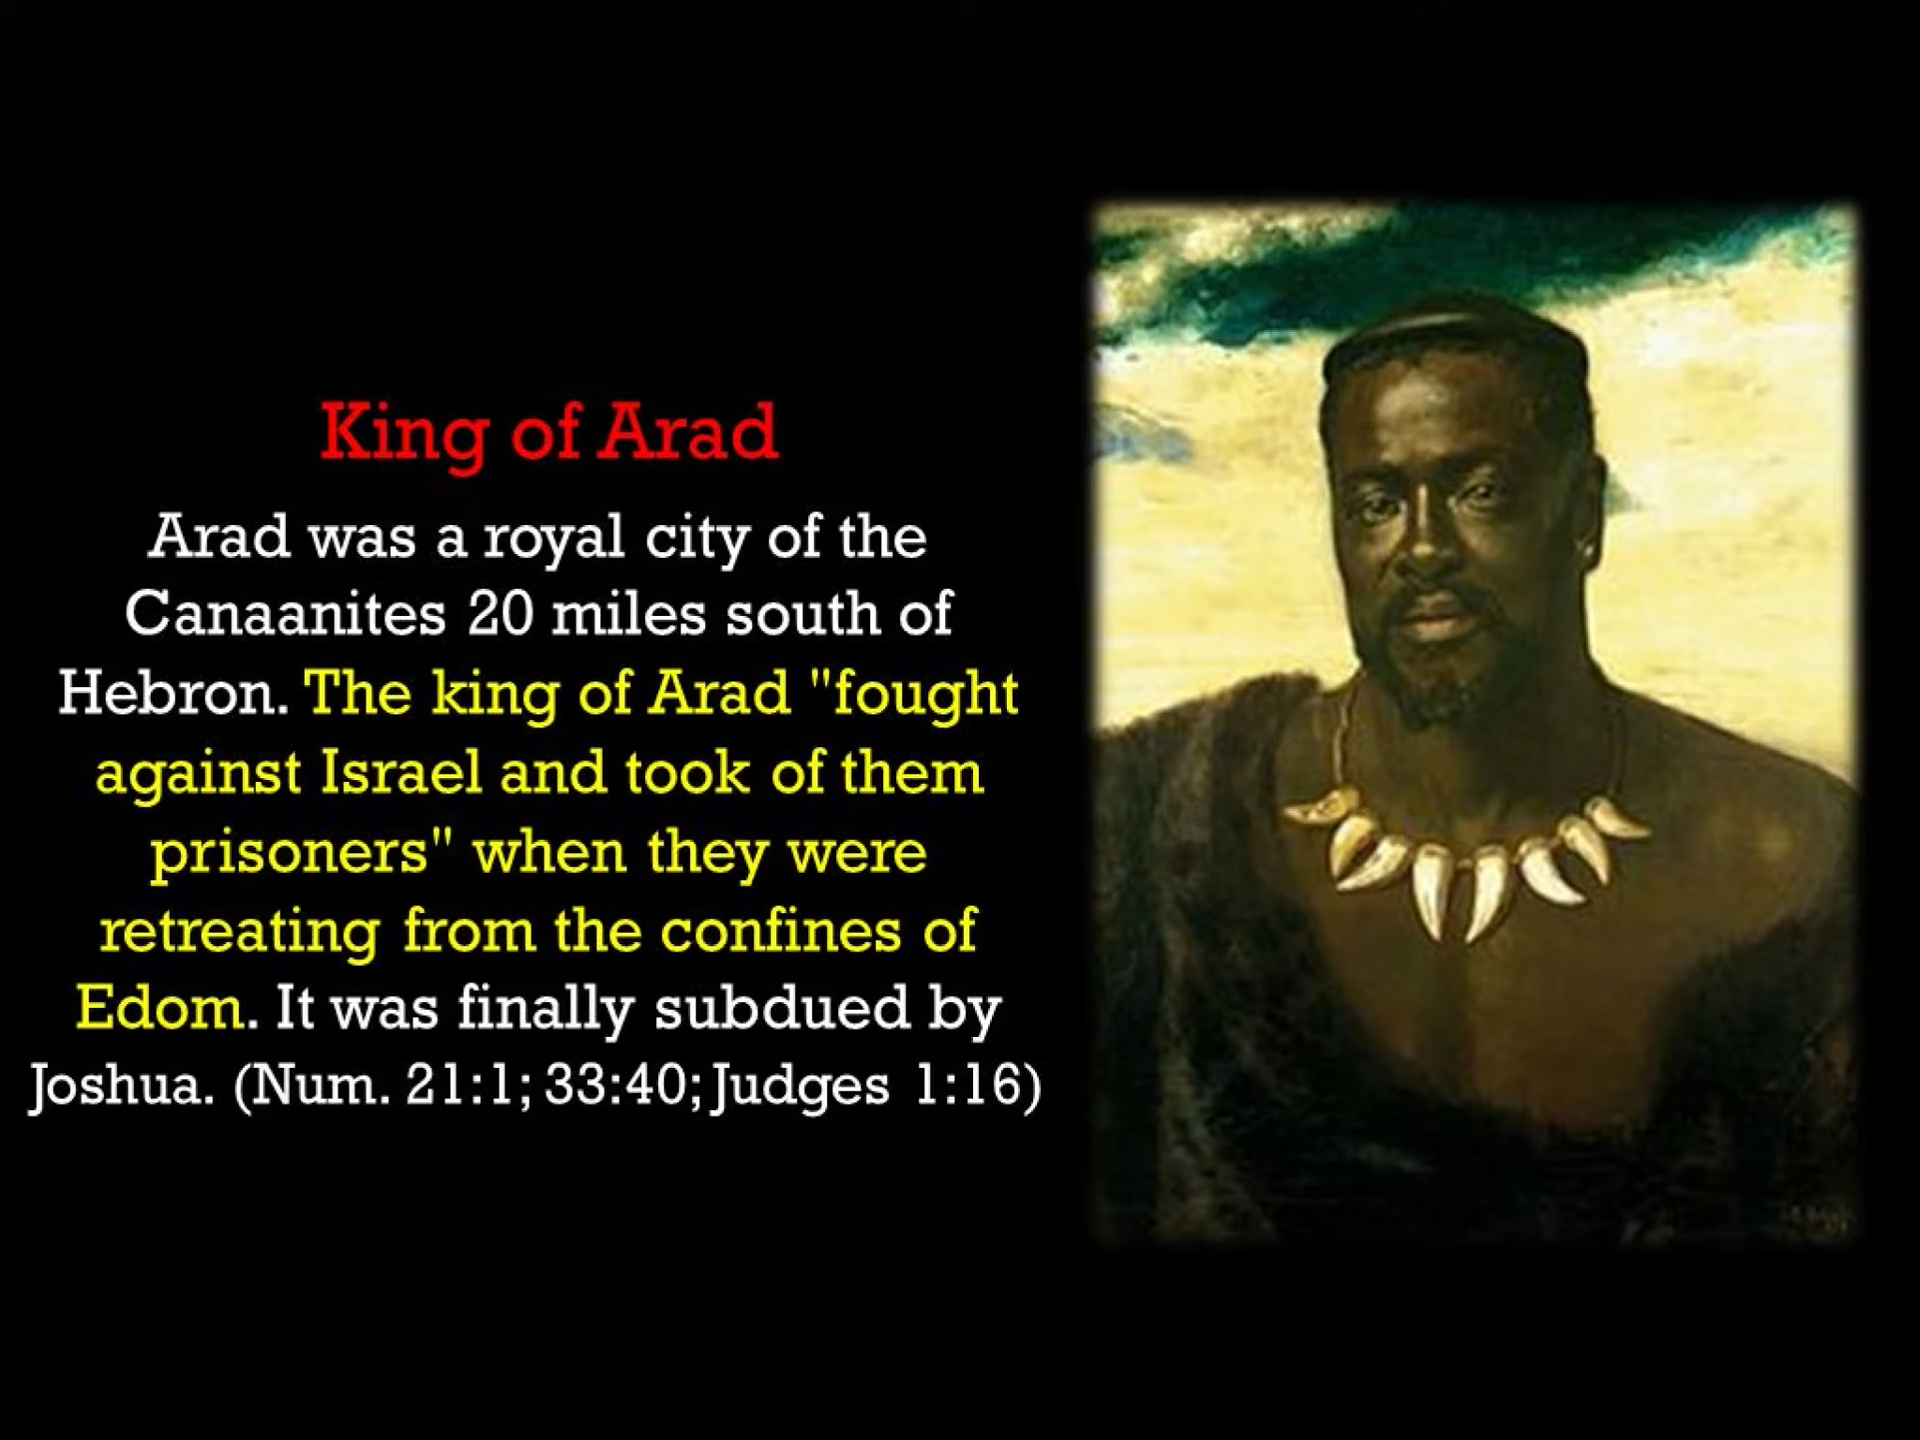 King of Arad
Arad was a royal city of the
Canaanites 20 miles south of
Hebron. The king of Arad "fought
against Israel and took of them
prisoners" when they were
retreating from the confines of
Edom. It was finally subdued by
Joshua. (Num. 21:1; 33:40; Judges 1:16)